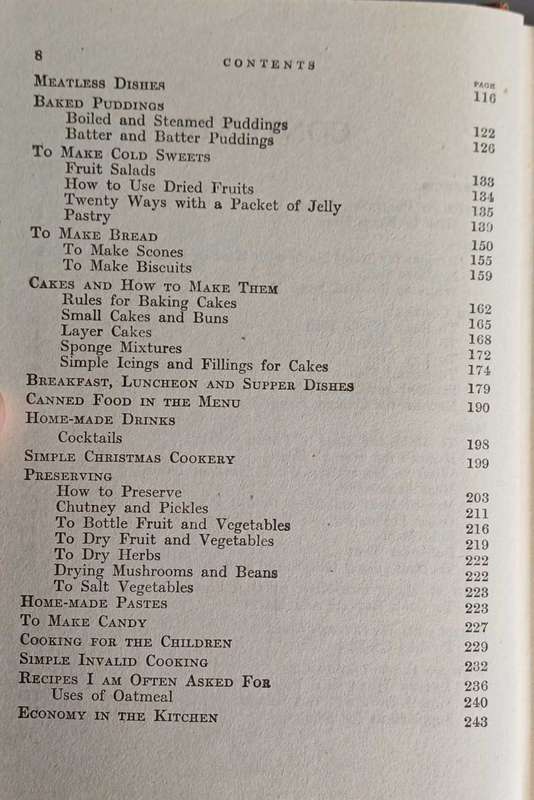 8 CONTENTS
PAGE
MEATLESS DISHES 116
BAKED PUDDINGS
Boiled and Steamed Puddings 122
Batter and Batter Puddings 126
TO MAKE COLD SWEETS
Fruit Salads 133
How to Use Dried Fruits 134
Twenty Ways with a Packet of Jelly 135
Pastry 139
TO MAKE BREAD 150
To Make Scones 155
To Make Biscuits 159
CAKES AND HOW TO MAKE THEM
Rules for Baking Cakes 162
Small Cakes and Buns 165
Layer Cakes 168
Sponge Mixtures 172
Simple Icings and Fillings for Cakes 174
BREAKFAST, LUNCHEON AND SUPPER DISHES 179
CANNED FOOD IN THE MENU 190
HOME-MADE DRINKS
Cocktails 198
SIMPLE CHRISTMAS COOKERY 199
PRESERVING
How to Preserve 203
Chutney and Pickles 211
To Bottle Fruit and Vegetables 216
To Dry Fruit and Vegetables 219
To Dry Herbs 222
Drying Mushrooms and Beans 222
To Salt Vegetables 223
HOME-MADE PASTES 223
TO MAKE CANDY 227
COOKING FOR THE CHILDREN 229
SIMPLE INVALID COOKING 232
RECIPES I AM OFTEN ASKED FOR 236
Uses of Oatmeal 240
ECONOMY IN THE KITCHEN 243